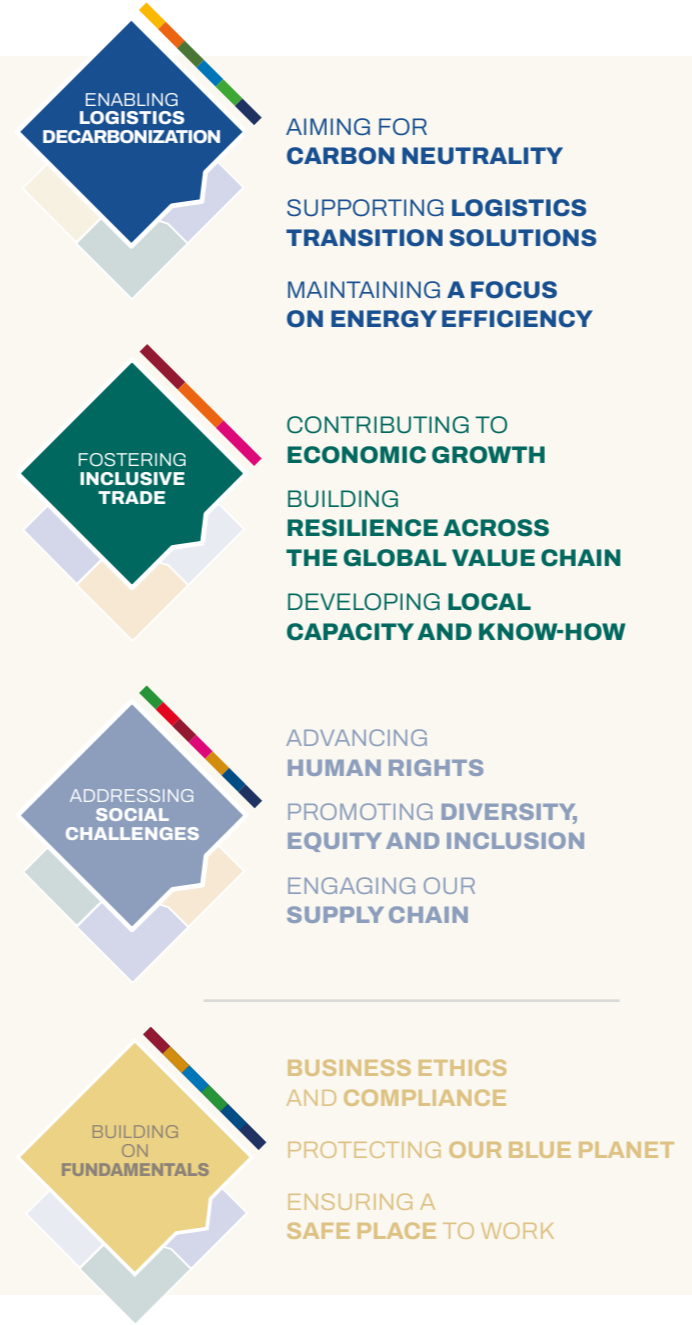 ENABLING
LOGISTICS
DECARBONIZATION
AIMING FOR
CARBON NEUTRALITY
SUPPORTING LOGISTICS
TRANSITION SOLUTIONS
MAINTAINING A FOCUS
ON ENERGY EFFICIENCY
FOSTERING
INCLUSIVE
TRADE
CONTRIBUTING TO
ECONOMIC GROWTH
BUILDING
RESILIENCE ACROSS
THE GLOBAL VALUE CHAIN
DEVELOPING LOCAL
CAPACITY AND KNOW-HOW
ADDRESSING
SOCIAL
CHALLENGES
ADVANCING
HUMAN RIGHTS
PROMOTING DIVERSITY,
EQUITY AND INCLUSION
ENGAGING OUR
SUPPLY CHAIN
BUILDING
ON
FUNDAMENTALS
BUSINESS ETHICS
AND COMPLIANCE
PROTECTING OUR BLUE PLANET
ENSURING A
SAFE PLACE TO WORK